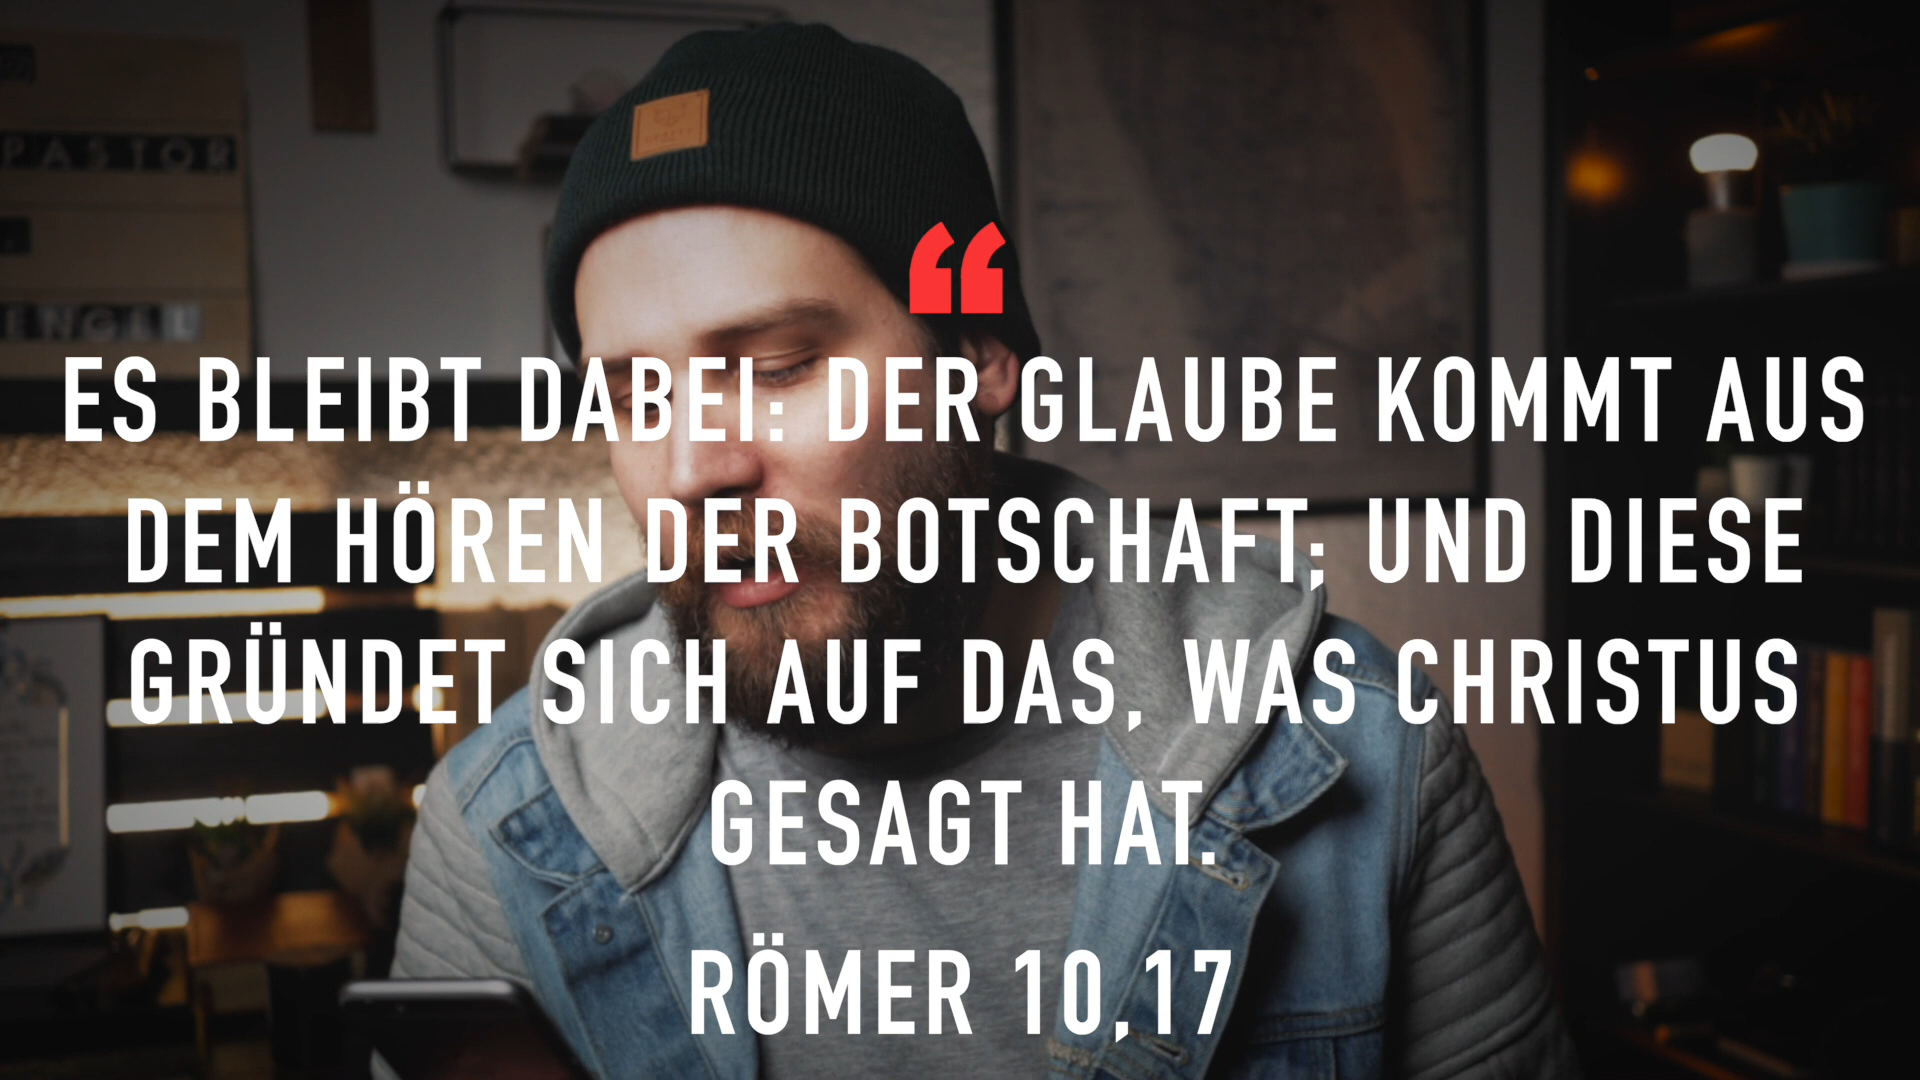 PASTOR
ENGEL
“
ES BLEIBT DABEI: DER GLAUBE KOMMT AUS
DEM HÖREN DER BOTSCHAFT; UND DIESE
GRÜNDET SICH AUF DAS, WAS CHRISTUS
GESAGT HAT.
RÖMER 10,17